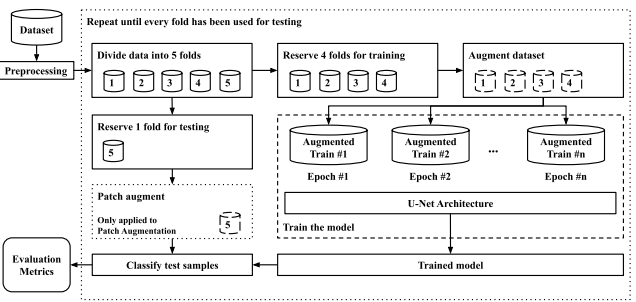 Repeat until every fold has been used for testing
Dataset
Preprocessing
Divide data into 5 folds
1 2 3 4 5
Reserve 4 folds for training
1 2 3 4
Augment dataset
1 2 3 4
Reserve 1 fold for testing
5
Augmented
Train #1
Augmented
Train #2
...
Augmented
Train #n
Epoch #1
Epoch #2
Epoch #n
Patch augment
Only applied to
Patch Augmentation
5
U-Net Architecture
Train the model
Evaluation
Metrics
Classify test samples
Trained model